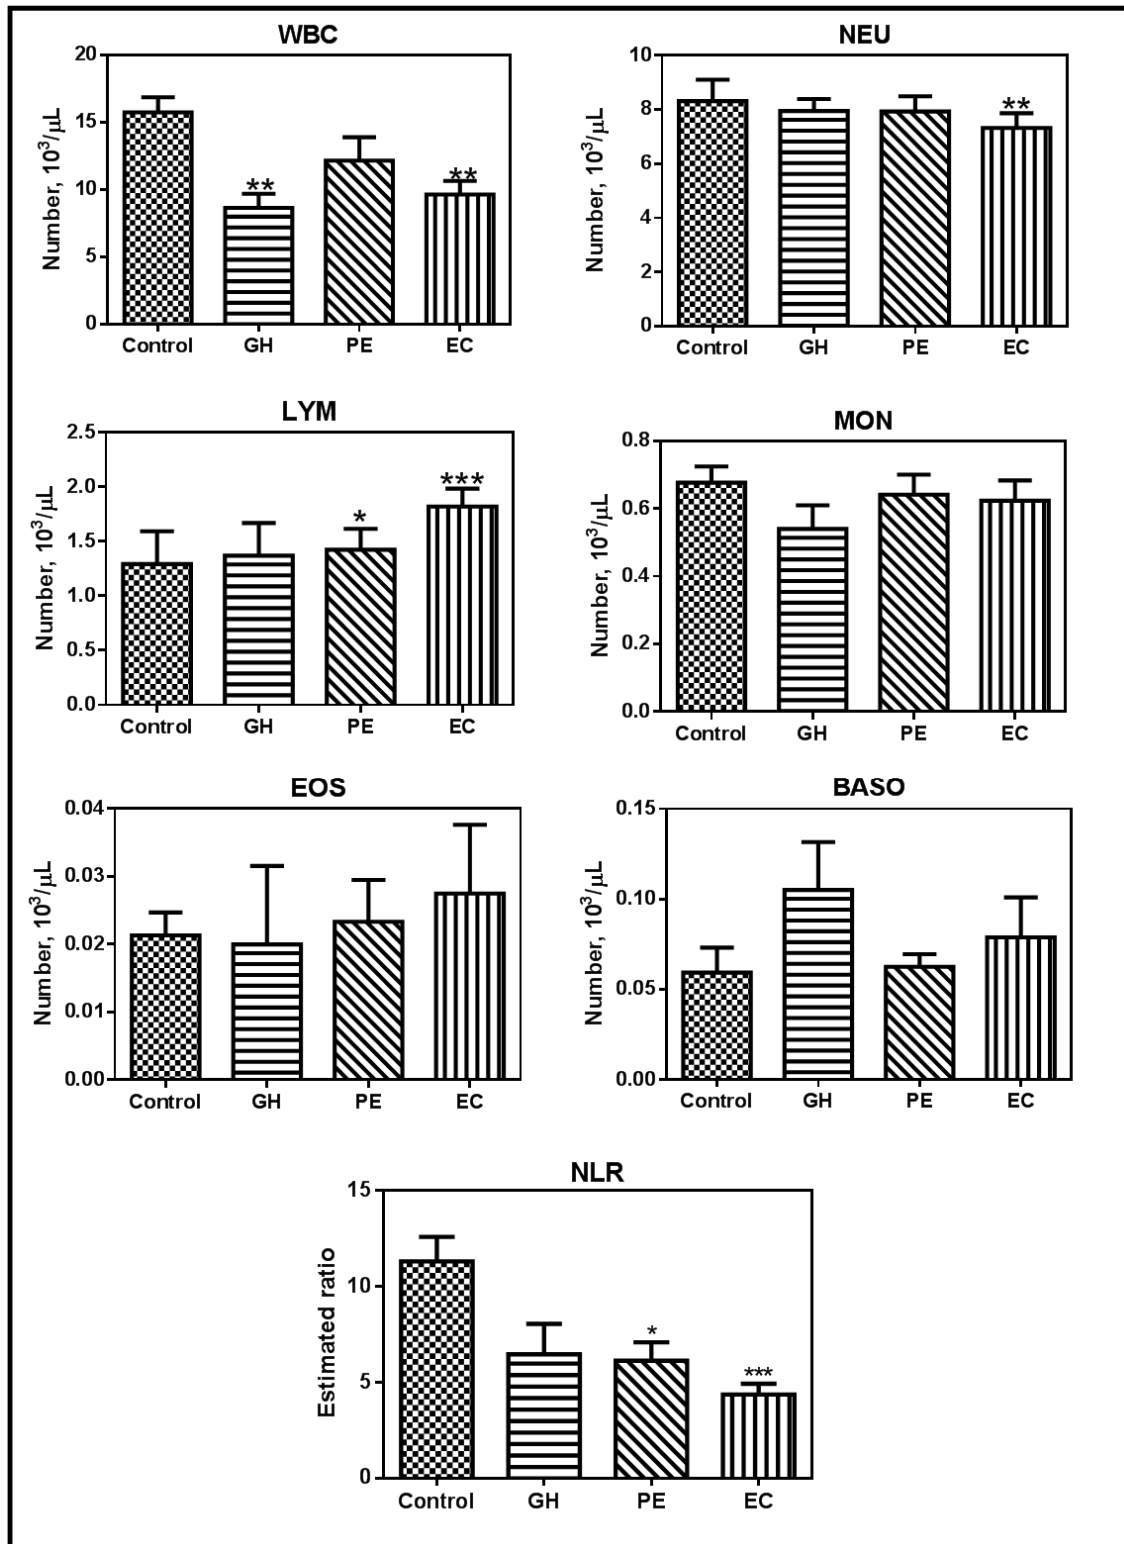 WBC
Number, 10³/µL
20
15
10
5
0
**
**
Control GH PE EC
NEU
Number, 10³/µL
10
8
6
4
2
0
**
Control GH PE EC
LYM
Number, 10³/µL
2.5
2.0
1.5
1.0
0.5
0.0
*
***
Control GH PE EC
MON
Number, 10³/µL
0.8
0.6
0.4
0.2
0.0
Control GH PE EC
EOS
Number, 10³/µL
0.04
0.03
0.02
0.01
0.00
Control GH PE EC
BASO
Number, 10³/µL
0.15
0.10
0.05
0.00
Control GH PE EC
NLR
Estimated ratio
15
10
5
0
*
***
Control GH PE EC